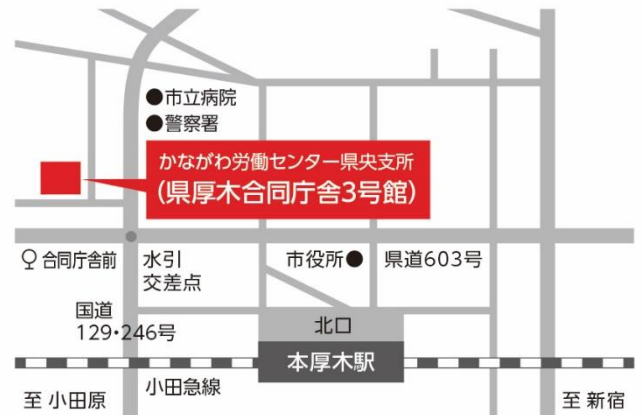 ●市立病院
●警察署
かながわ労働センター県央支所
(県厚木合同庁舎3号館)
合同庁舎前
水引
交差点
市役所●
県道603号
国道
129・246号
北口
本厚木駅
小田急線
至 小田原
至 新宿